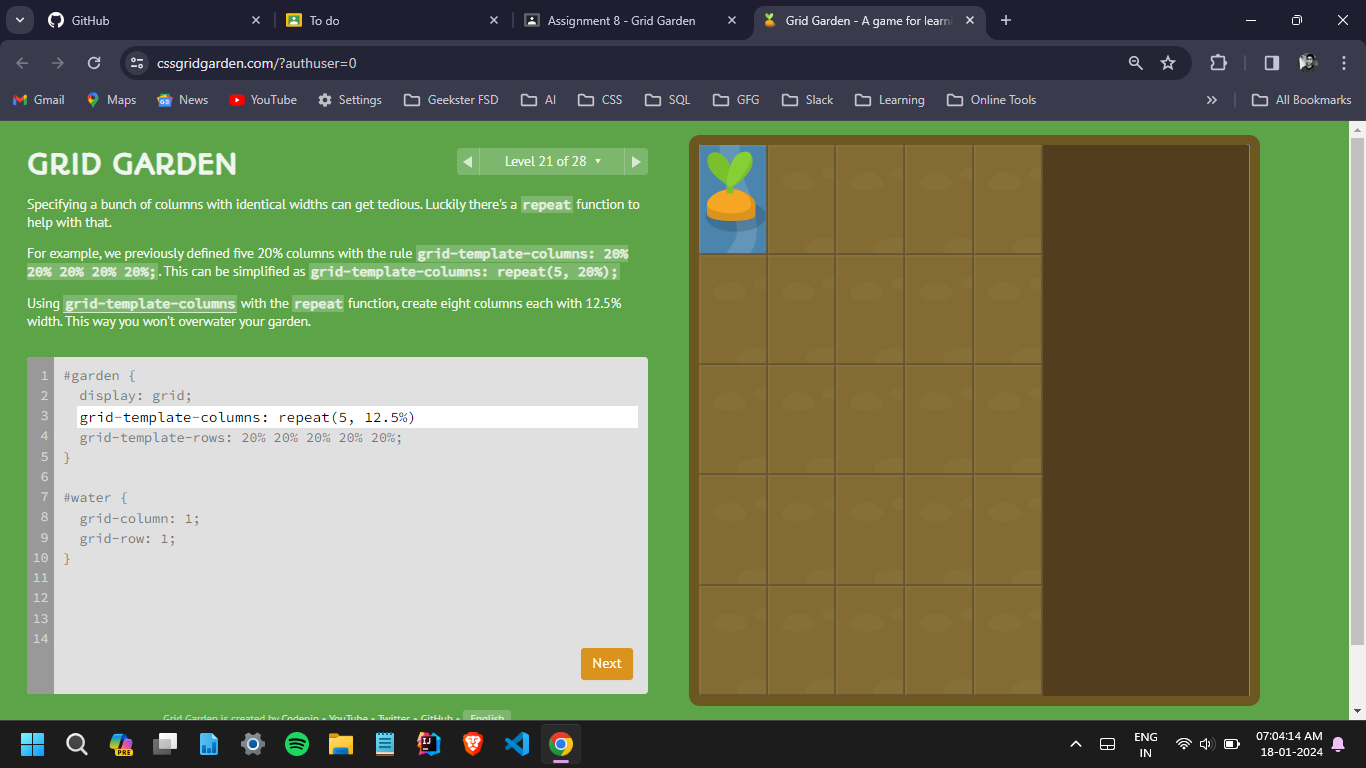 GitHub
To do
Assignment 8 - Grid Garden
Grid Garden - A game for learni
cssgridgarden.com/?authuser=0
Gmail
Maps
News
YouTube
Settings
Geekster FSD
AI
CSS
SQL
GFG
Slack
Learning
Online Tools
»
All Bookmarks
GRID GARDEN
Level 21 of 28
Specifying a bunch of columns with identical widths can get tedious. Luckily there's a repeat function to
help with that.
For example, we previously defined five 20% columns with the rule grid-template-columns: 20%
20% 20% 20% 20%;. This can be simplified as grid-template-columns: repeat(5, 20%);
Using grid-template-columns with the repeat function, create eight columns each with 12.5%
width. This way you won't overwater your garden.
1 #garden {
2 display: grid;
3 grid-template-columns: repeat(5, 12.5%)
4 grid-template-rows: 20% 20% 20% 20% 20%;
5 }
6
7 #water {
8 grid-column: 1;
9 grid-row: 1;
10 }
11
12
13
14
Next
Grid Garden is created by Codepip • YouTube • Twitter • GitHub • English
PRE
ENG
IN
07:04:14 AM
18-01-2024